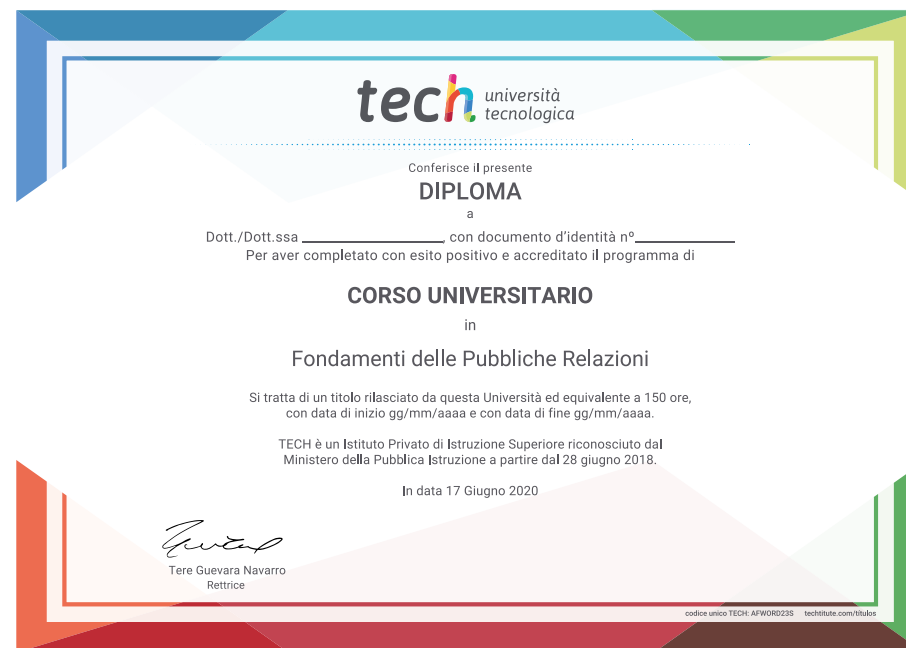 tech università
tecnologica
Conferisce il presente
DIPLOMA
a
Dott./Dott.ssa ____________, con documento d'identità nº____________
Per aver completato con esito positivo e accreditato il programma di
CORSO UNIVERSITARIO
in
Fondamenti delle Pubbliche Relazioni
Si tratta di un titolo rilasciato da questa Università ed equivalente a 150 ore,
con data di inizio gg/mm/aaaa e con data di fine gg/mm/aaaa.
TECH è un Istituto Privato di Istruzione Superiore riconosciuto dal
Ministero della Pubblica Istruzione a partire dal 28 giugno 2018.
In data 17 Giugno 2020
Tere Guevara Navarro
Rettrice
codice unico TECH: AFWORD23S techtitute.com/títulos